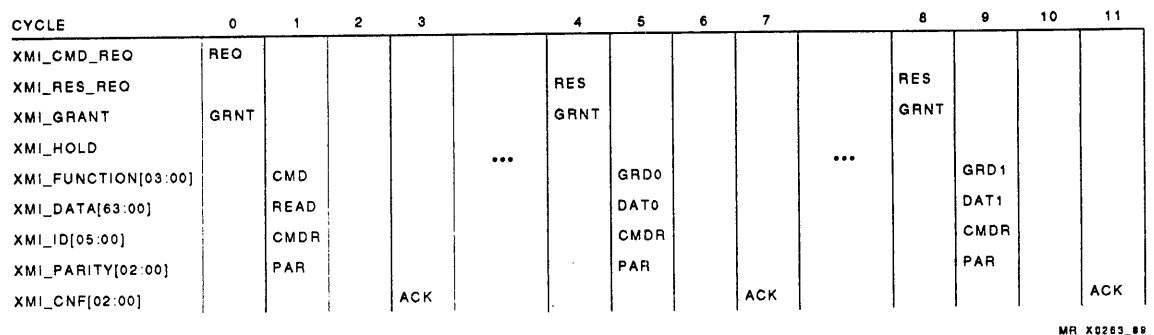 CYCLE 0 1 2 3 4 5 6 7 8 9 10 11
XMI_CMD_REQ REQ
XMI_RES_REQ RES RES
XMI_GRANT GRNT GRNT GRNT
XMI_HOLD
••• •••
XMI_FUNCTION[03:00] CMD GRD0 GRD1
XMI_DATA[63:00] READ DAT0 DAT1
XMI_ID[05:00] CMDR CMDR CMDR
XMI_PARITY[02:00] PAR PAR PAR
XMI_CNF[02:00] ACK ACK ACK
MR X0263_89